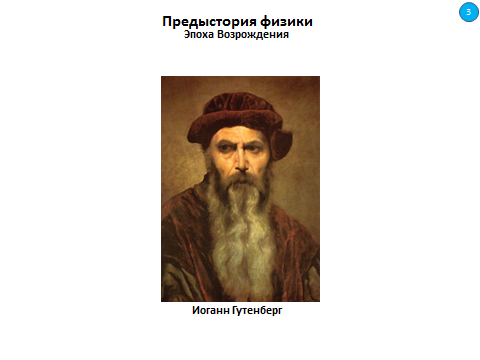 3
Предыстория физики
Эпоха Возрождения
Иоганн Гутенберг